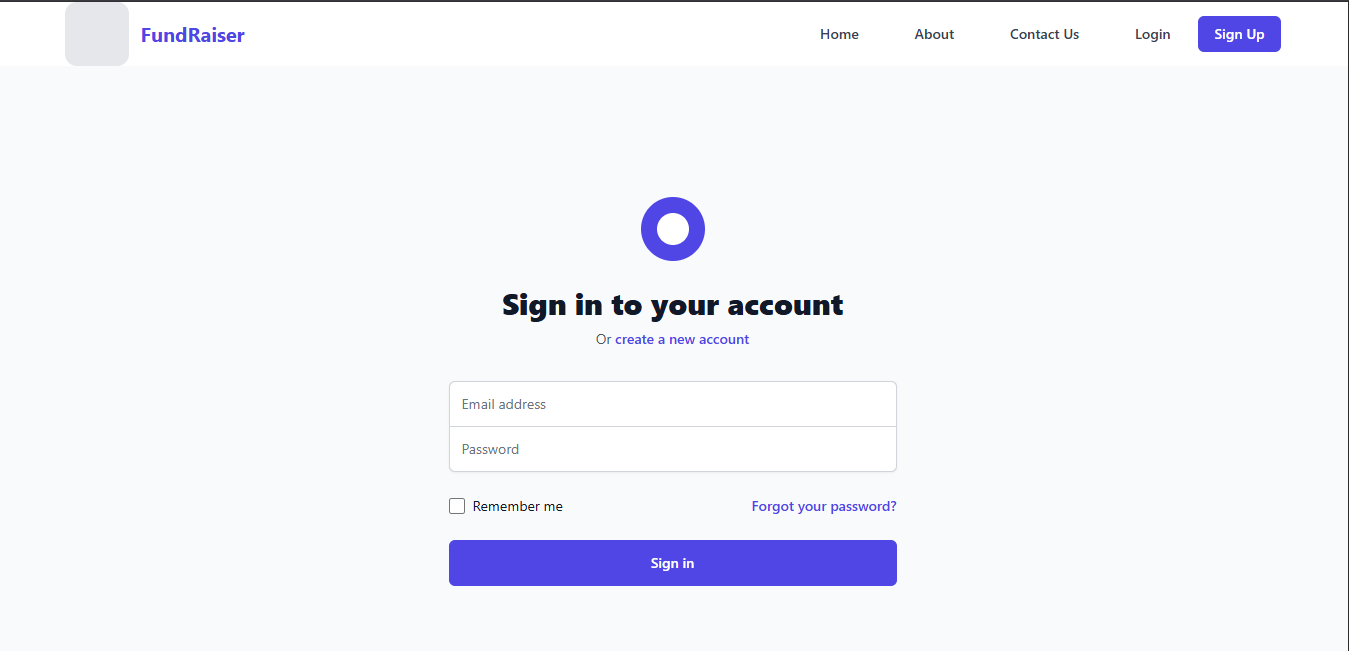 FundRaiser
Home About Contact Us Login Sign Up
Sign in to your account
Or create a new account
Email address
Password
Remember me Forgot your password?
Sign in